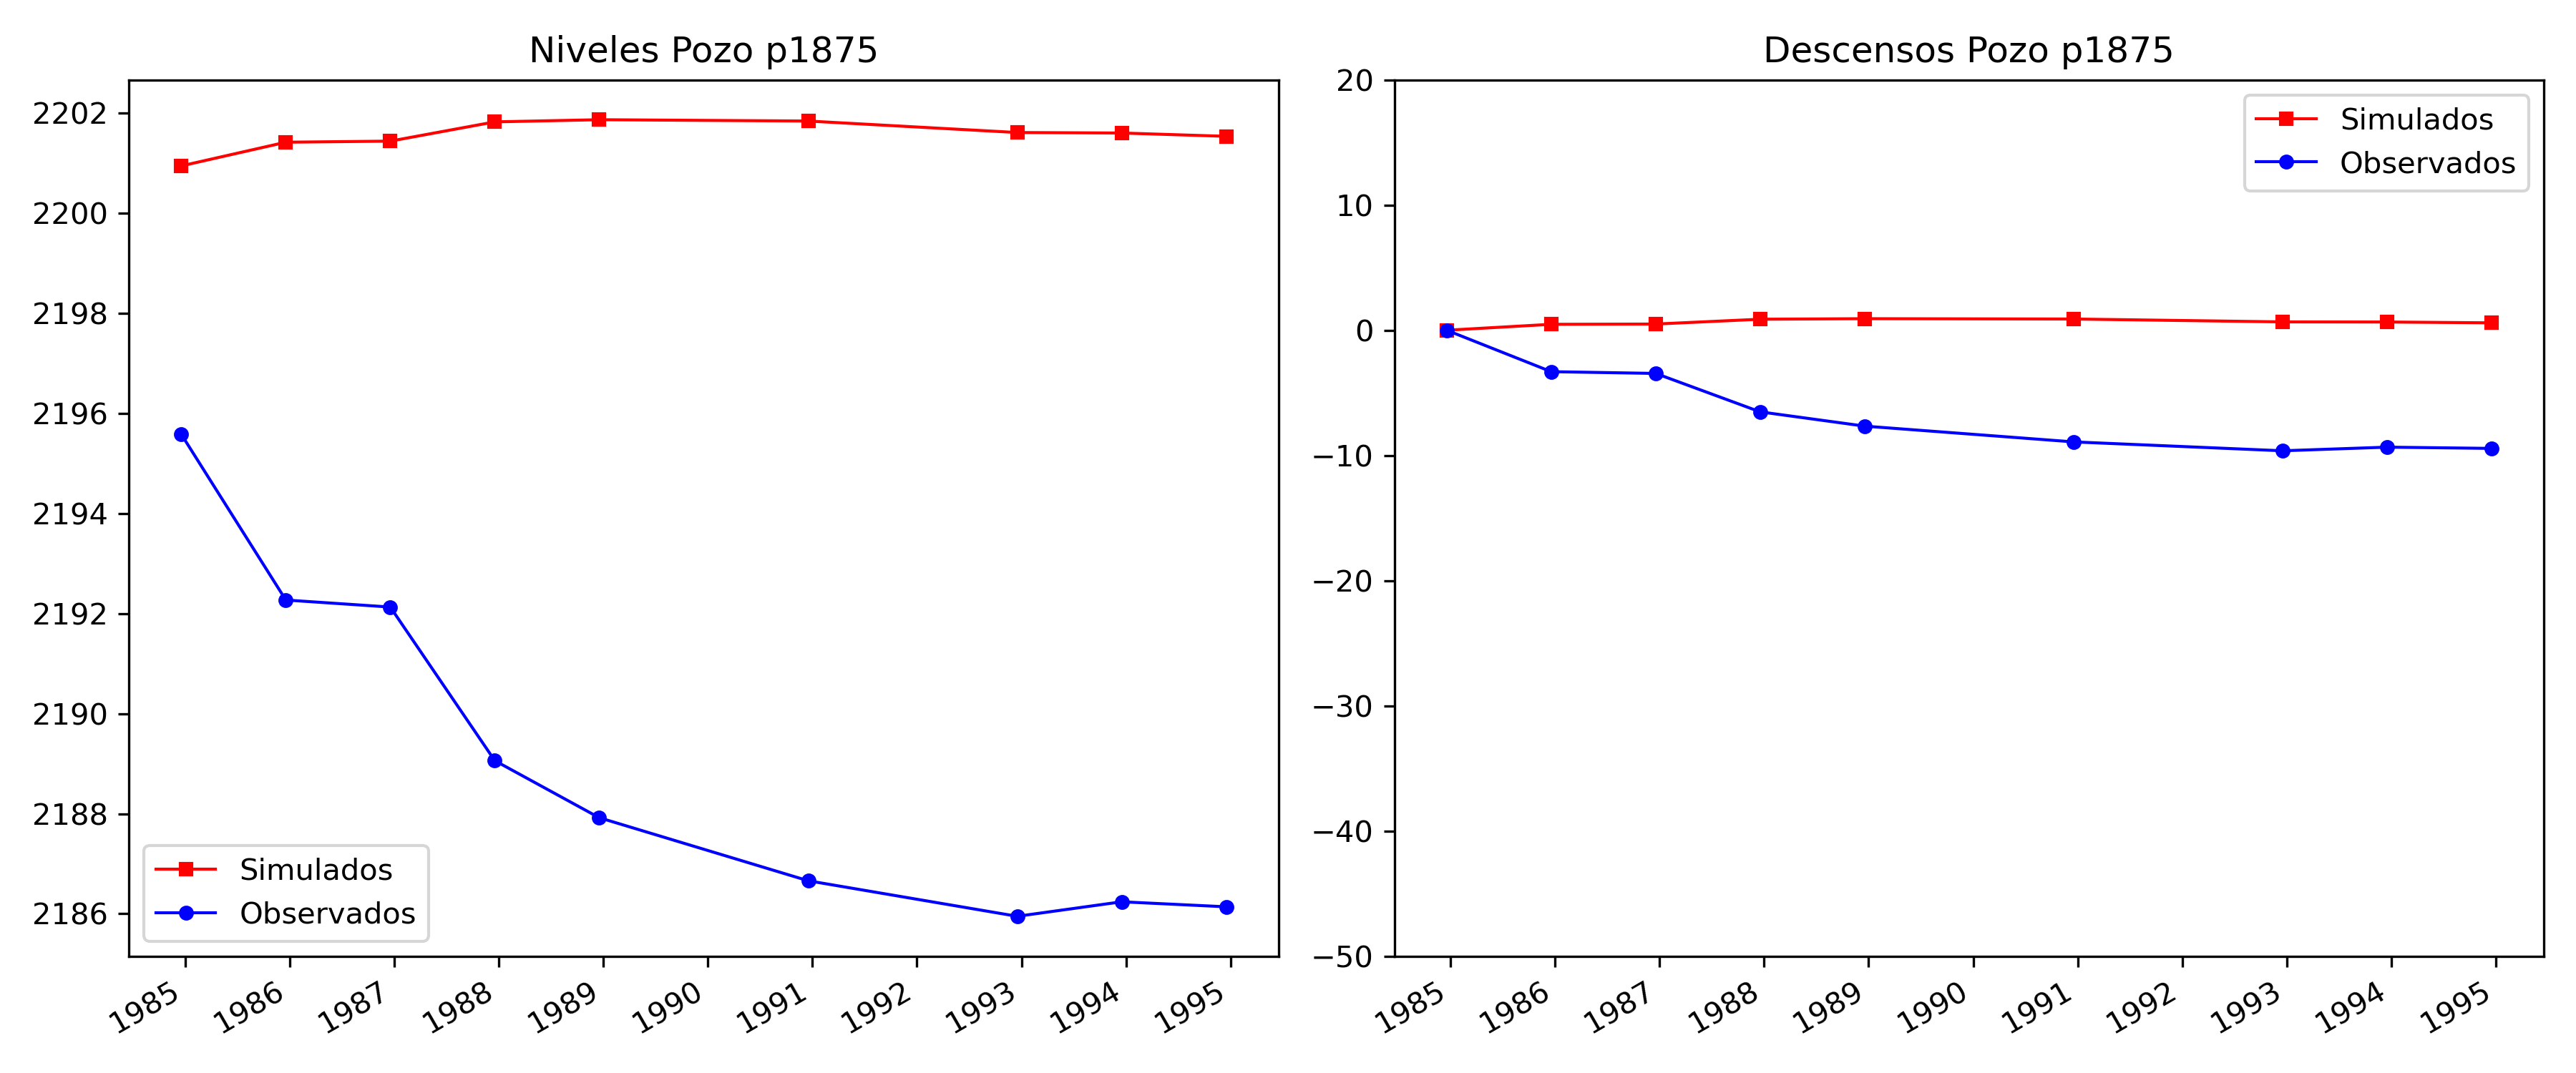 Niveles Pozo p1875
2202
2200
2198
2196
2194
2192
2190
2188
2186
Simulados
Observados
1985 1986 1987 1988 1989 1990 1991 1992 1993 1994 1995
Descensos Pozo p1875
20
10
0
−10
−20
−30
−40
−50
Simulados
Observados
1985 1986 1987 1988 1989 1990 1991 1992 1993 1994 1995